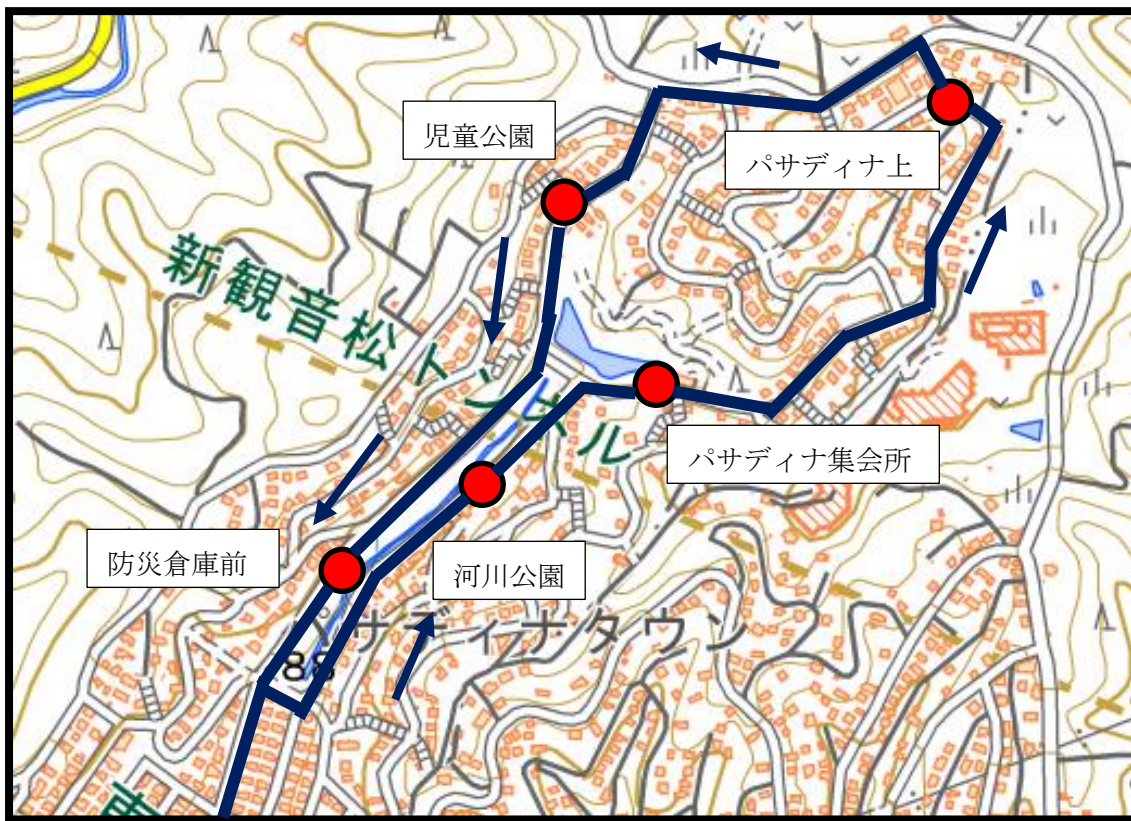 児童公園
パサディナ上
新観音松トンネル
パサディナ集会所
防災倉庫前
河川公園
パサディナタウン
88
東